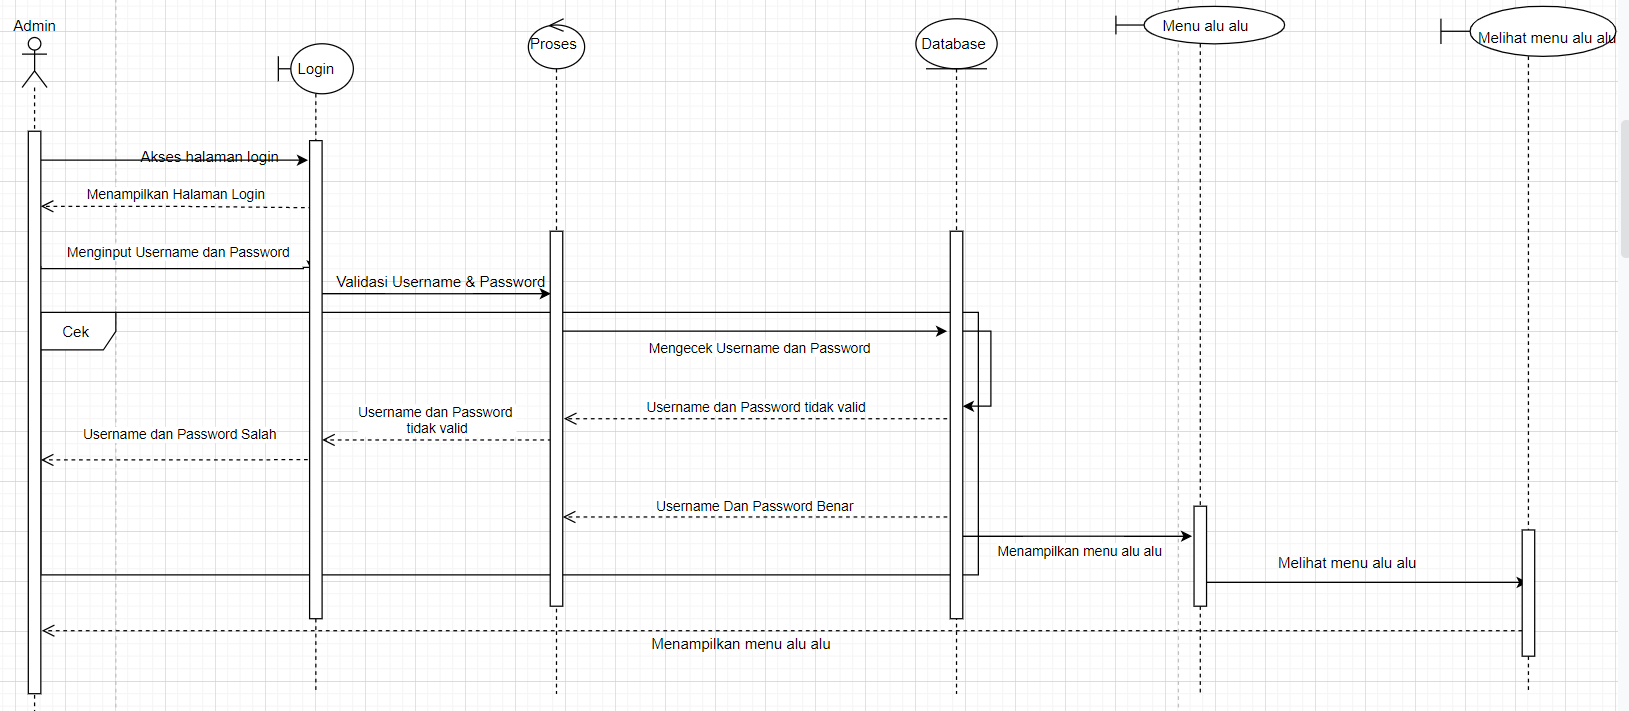 Admin
Login
Proses
Database
Menu alu alu
Melihat menu alu alu
Akses halaman login
Menampilkan Halaman Login
Menginput Username dan Password
Validasi Username & Password
Cek
Mengecek Username dan Password
Username dan Password tidak valid
Username dan Password
tidak valid
Username dan Password Salah
Username Dan Password Benar
Menampilkan menu alu alu
Melihat menu alu alu
Menampilkan menu alu alu